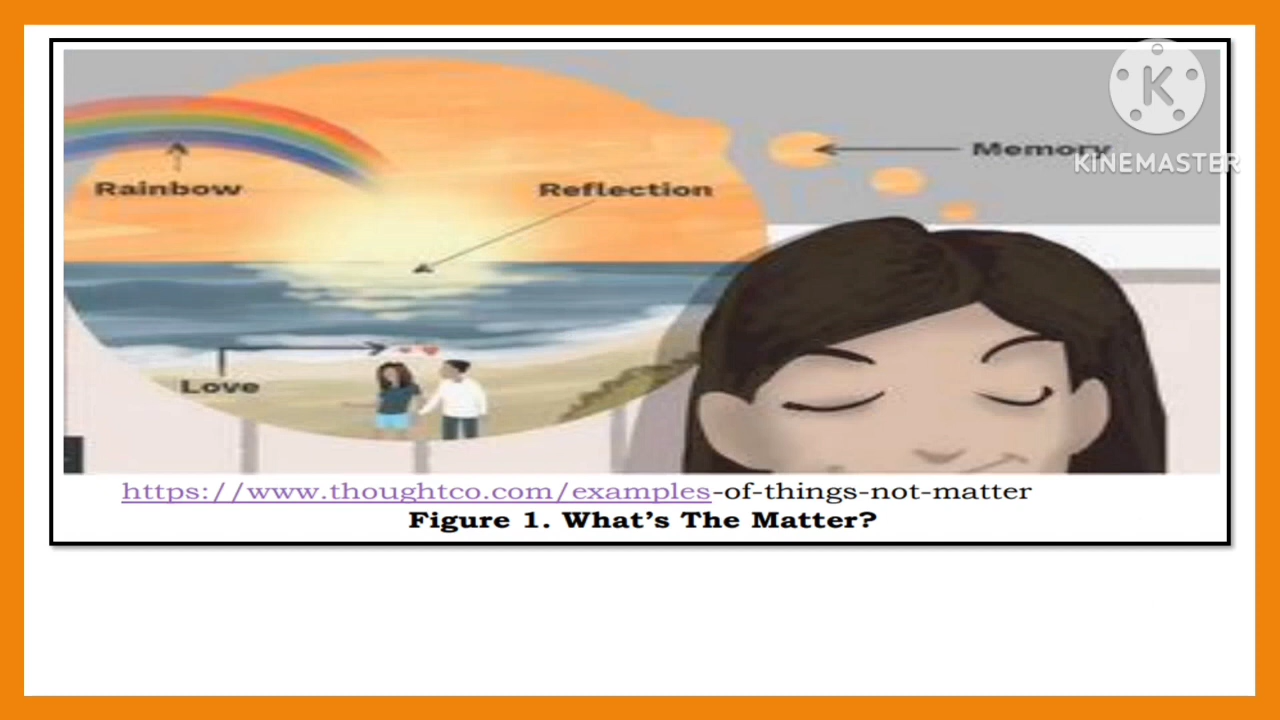 Memory
KINEMASTER
Rainbow
Reflection
Love
https://www.thoughtco.com/examples-of-things-not-matter
Figure 1. What's The Matter?